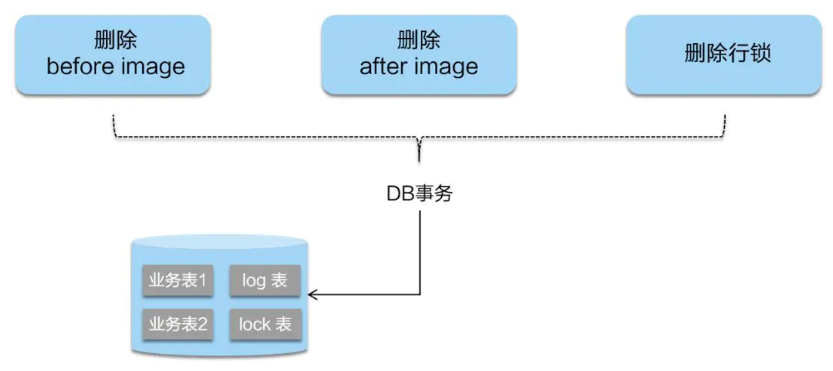 删除
before image
删除
after image
删除行锁
DB事务
业务表1
log 表
业务表2
lock 表